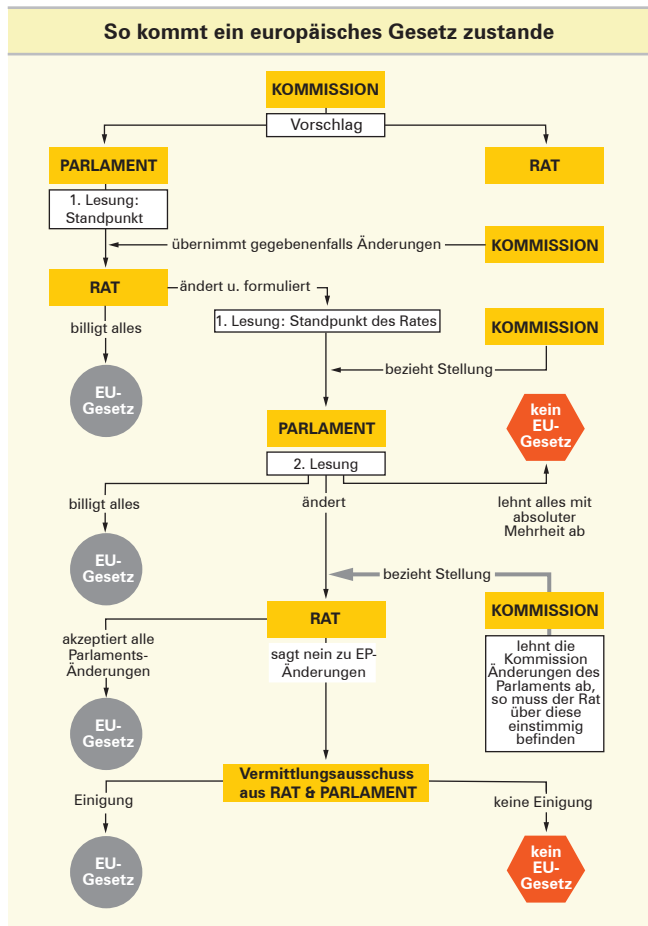 So kommt ein europäisches Gesetz zustande
KOMMISSION
Vorschlag
PARLAMENT
RAT
1. Lesung:
Standpunkt
übernimmt gegebenenfalls Änderungen
KOMMISSION
RAT
ändert u. formuliert
billigt alles
1. Lesung: Standpunkt des Rates
KOMMISSION
bezieht Stellung
EU-
Gesetz
PARLAMENT
2. Lesung
kein
EU-
Gesetz
billigt alles
ändert
lehnt alles mit
absoluter
Mehrheit ab
EU-
Gesetz
bezieht Stellung
KOMMISSION
lehnt die
Kommission
Änderungen des
Parlaments ab,
so muss der Rat
über diese
einstimmig
befinden
RAT
akzeptiert alle
Parlaments-
Änderungen
sagt nein zu EP-
Änderungen
EU-
Gesetz
Vermittlungsausschuss
aus RAT & PARLAMENT
Einigung
keine Einigung
EU-
Gesetz
kein
EU-
Gesetz